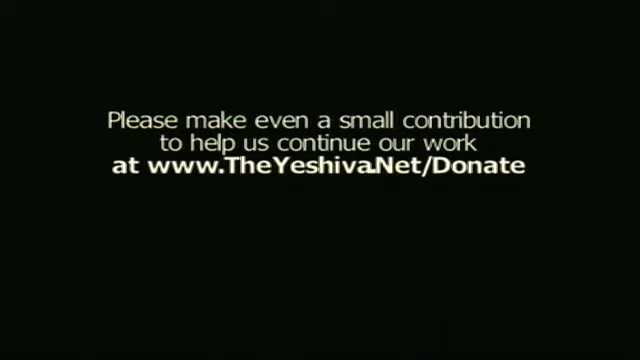 Please make even a small contribution
to help us continue our work
at www.TheYeshiva.Net/Donate